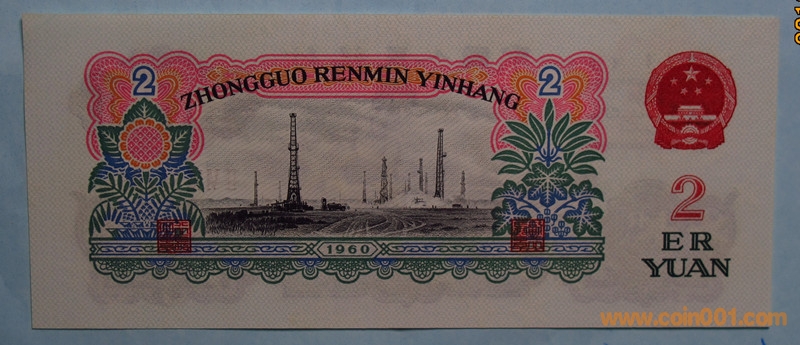 2
ZHONGGUO RENMIN YINHANG
2
1960
2
ER
YUAN
www.coin001.com